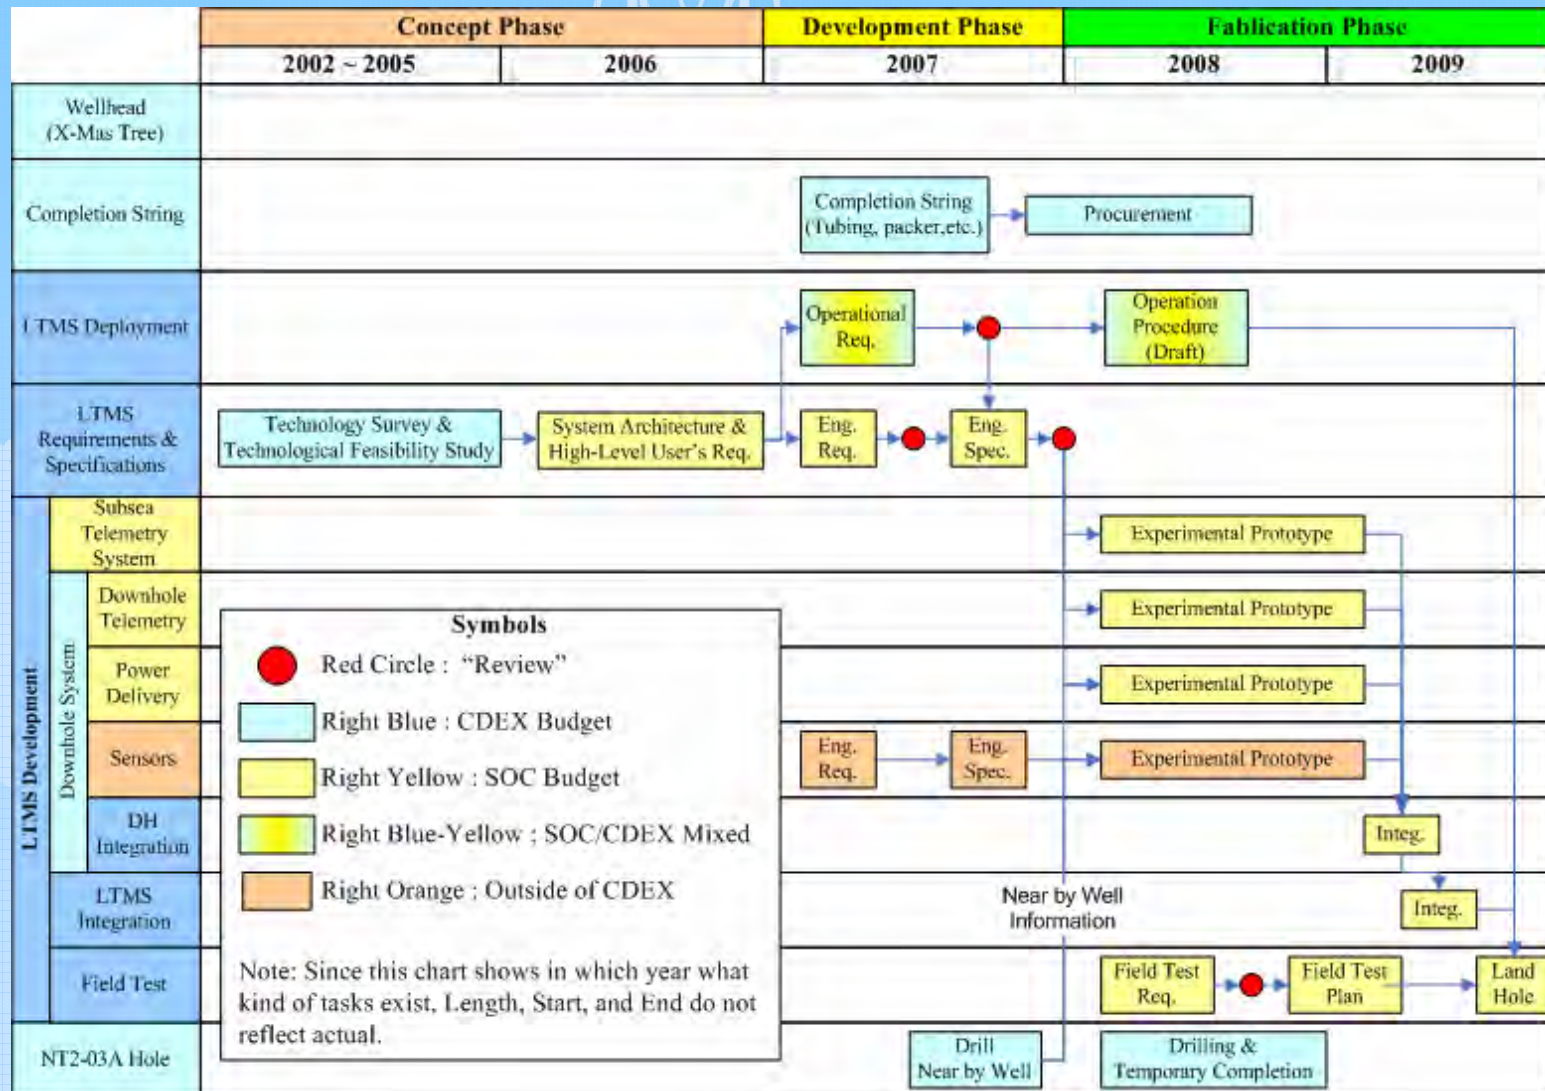 Concept Phase
Development Phase
Fablication Phase
2002 ~ 2005
2006
2007
2008
2009
Wellhead
(X-Mas Tree)
Completion String
Completion String
(Tubing, packer,etc.)
Procurement
LTMS Deployment
Operational
Req.
Operation
Procedure
(Draft)
LTMS
Requirements &
Specifications
Technology Survey &
Technological Feasibility Study
System Architecture &
High-Level User's Req.
Eng.
Req.
Eng.
Spec.
LTMS Development
Subsea
Telemetry
System
Experimental Prototype
Downhole System
Downhole
Telemetry
Experimental Prototype
Power
Delivery
Experimental Prototype
Sensors
Eng.
Req.
Eng.
Spec.
Experimental Prototype
DH
Integration
Integ.
LTMS
Integration
Near by Well
Information
Integ.
Field Test
Field Test
Req.
Field Test
Plan
Land
Hole
NT2-03A Hole
Drill
Near by Well
Drilling &
Temporary Completion
Symbols
Red Circle : “Review”
Right Blue : CDEX Budget
Right Yellow : SOC Budget
Right Blue-Yellow : SOC/CDEX Mixed
Right Orange : Outside of CDEX
Note: Since this chart shows in which year what
kind of tasks exist, Length, Start, and End do not
reflect actual.